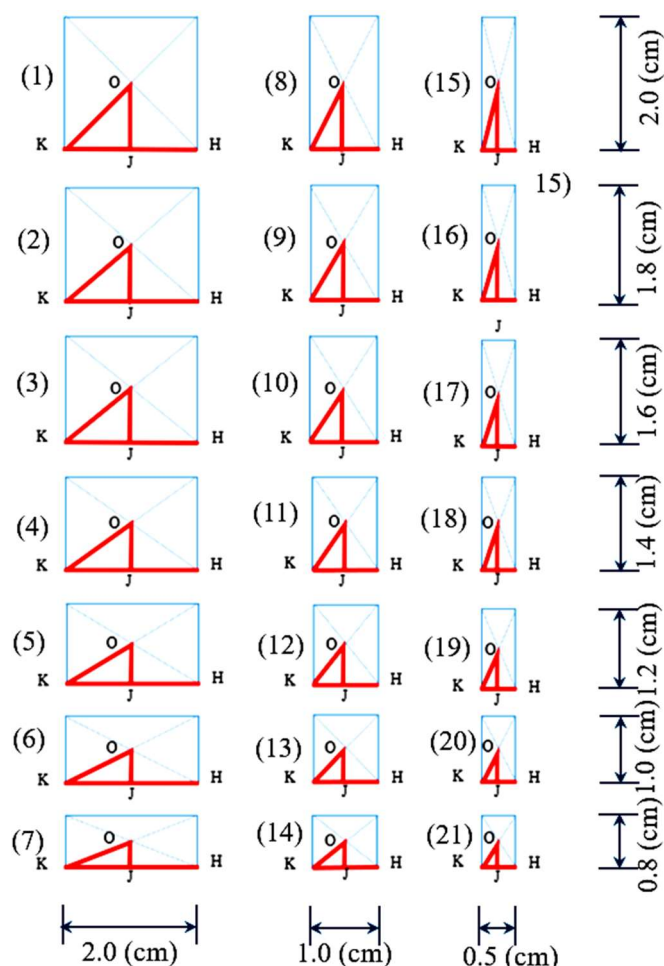 (1) O K J H (8) O K J H (15) O K J H 2.0 (cm)
15)
(2) O K J H (9) O K J H (16) O K J H 1.8 (cm)
(3) O K J H (10) O K J H (17) O K J H 1.6 (cm)
(4) O K J H (11) O K J H (18) O K J H 1.4 (cm)
(5) O K J H (12) O K J H (19) O K J H 1.2 (cm)
(6) O K J H (13) O K J H (20) O K J H 1.0 (cm)
(7) O K J H (14) O K J H (21) O K J H 0.8 (cm)
2.0 (cm) 1.0 (cm) 0.5 (cm)